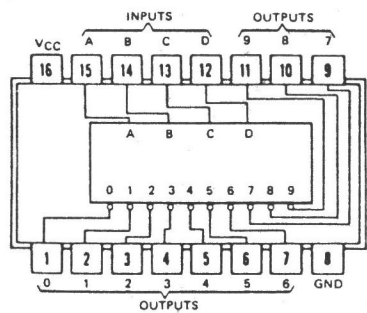 INPUTS OUTPUTS
VCC A B C D 9 8 7
16 15 14 13 12 11 10 9
A B C D
0 1 2 3 4 5 6 7 8 9
1 2 3 4 5 6 7 8
0 1 2 3 4 5 6 GND
OUTPUTS